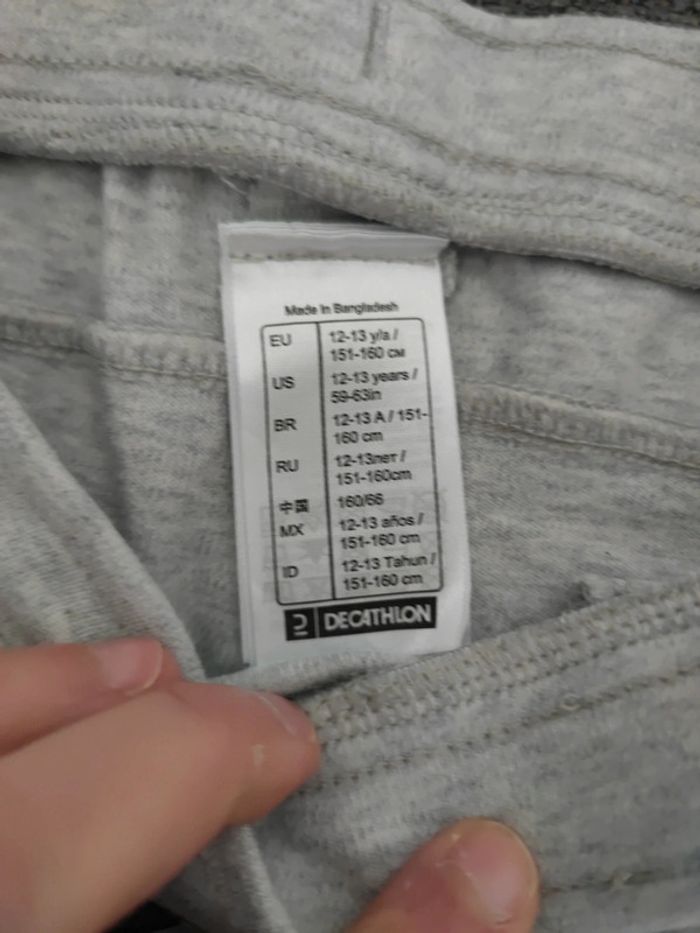 Made in Bangladesh
EU 12-13 y/a /
151-160 см
US 12-13 years /
59-63in
BR 12-13 A / 151-
160 cm
RU 12-13лет /
151-160cm
中国 160/66
MX 12-13 años /
151-160 cm
ID 12-13 Tahun /
151-160 cm
DECATHLON